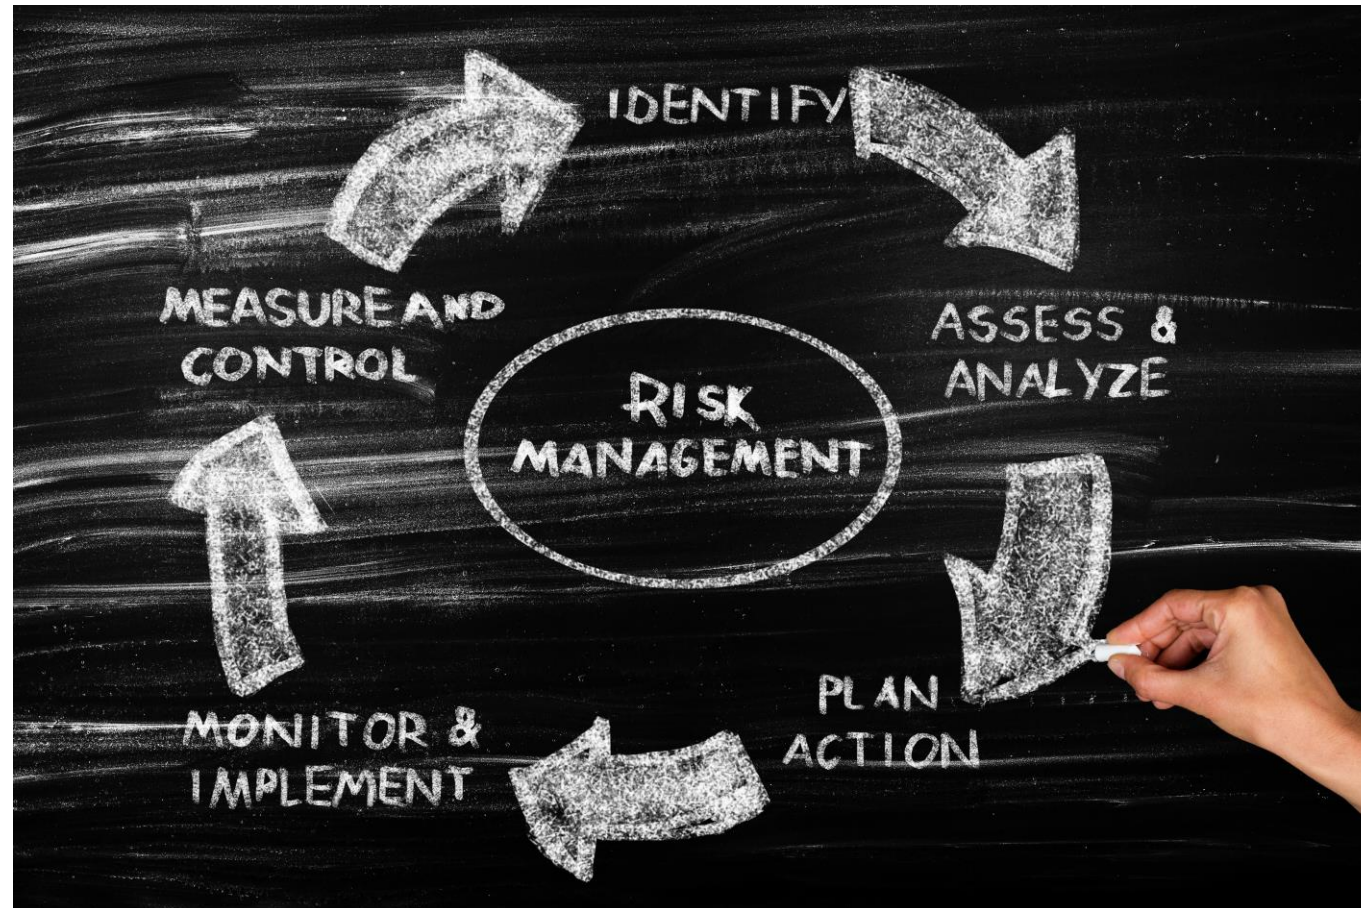 IDENTIFY
ASSESS &
ANALYZE
PLAN
ACTION
MONITOR &
IMPLEMENT
MEASURE AND
CONTROL
RISK
MANAGEMENT